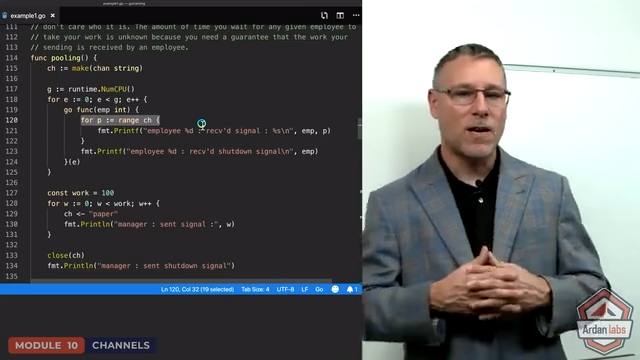 example1.go — gotraining
example1.go
111 // don't care who it is. The amount of time you wait for any given employee to
112 // take your work is unknown because you need a guarantee that the work your
113 // sending is received by an employee.
114 func pooling() {
115 ch := make(chan string)
116
117 g := runtime.NumCPU()
118 for e := 0; e < g; e++ {
119 go func(emp int) {
120 for p := range ch {
121 fmt.Printf("employee %d : recv'd signal : %s\n", emp, p)
122 }
123 fmt.Printf("employee %d : recv'd shutdown signal\n", emp)
124 }(e)
125 }
126
127 const work = 100
128 for w := 0; w < work; w++ {
129 ch <- "paper"
130 fmt.Println("manager : sent signal :", w)
131 }
132
133 close(ch)
134 fmt.Println("manager : sent shutdown signal")
135
Ln 120, Col 32 (19 selected) Tab Size: 4 UTF-8 LF Go 1
MODULE 10 CHANNELS
Ardan labs